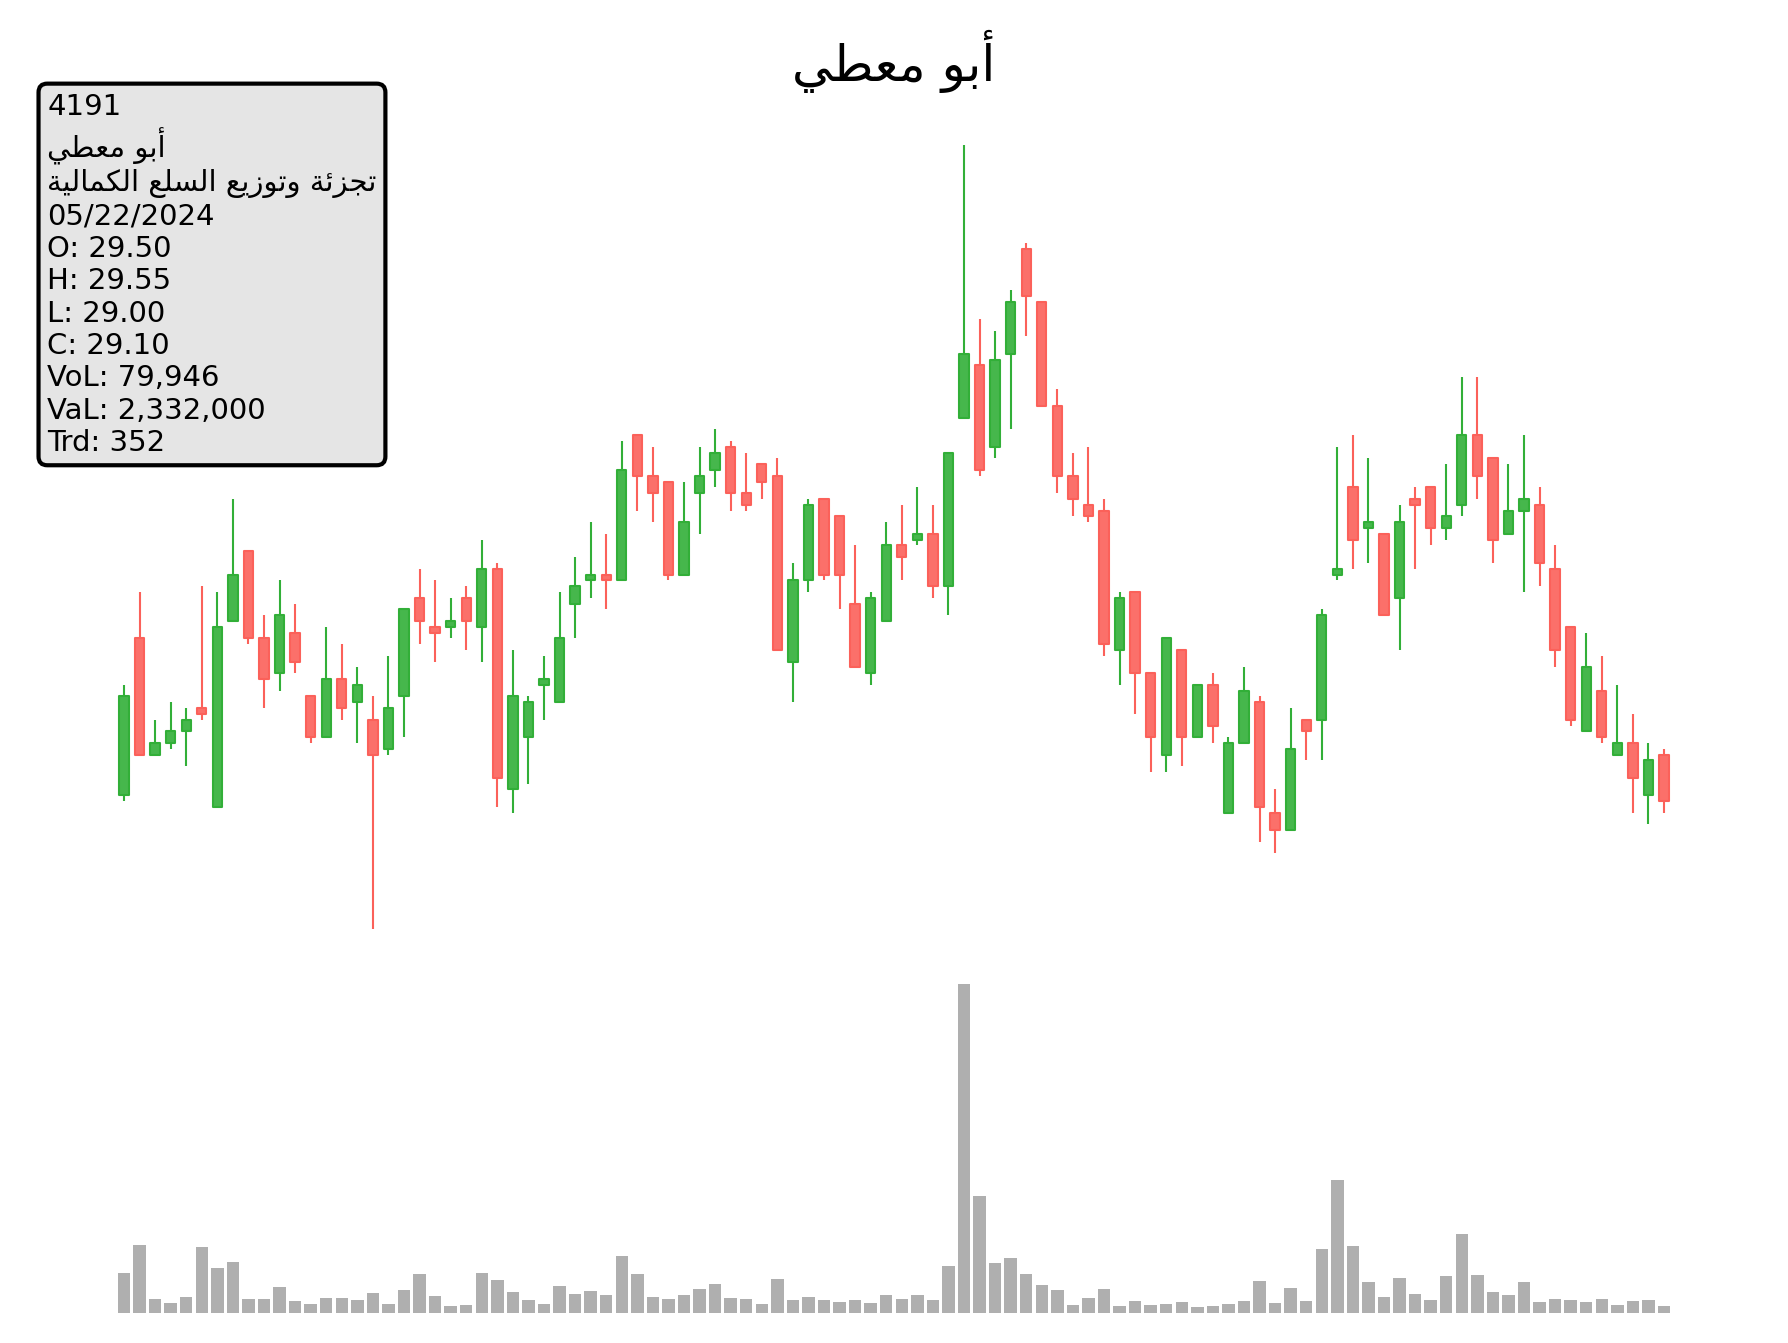 أبو معطي
4191
أبو معطي
تجزئة وتوزيع السلع الكمالية
05/22/2024
O: 29.50
H: 29.55
L: 29.00
C: 29.10
VoL: 79,946
VaL: 2,332,000
Trd: 352